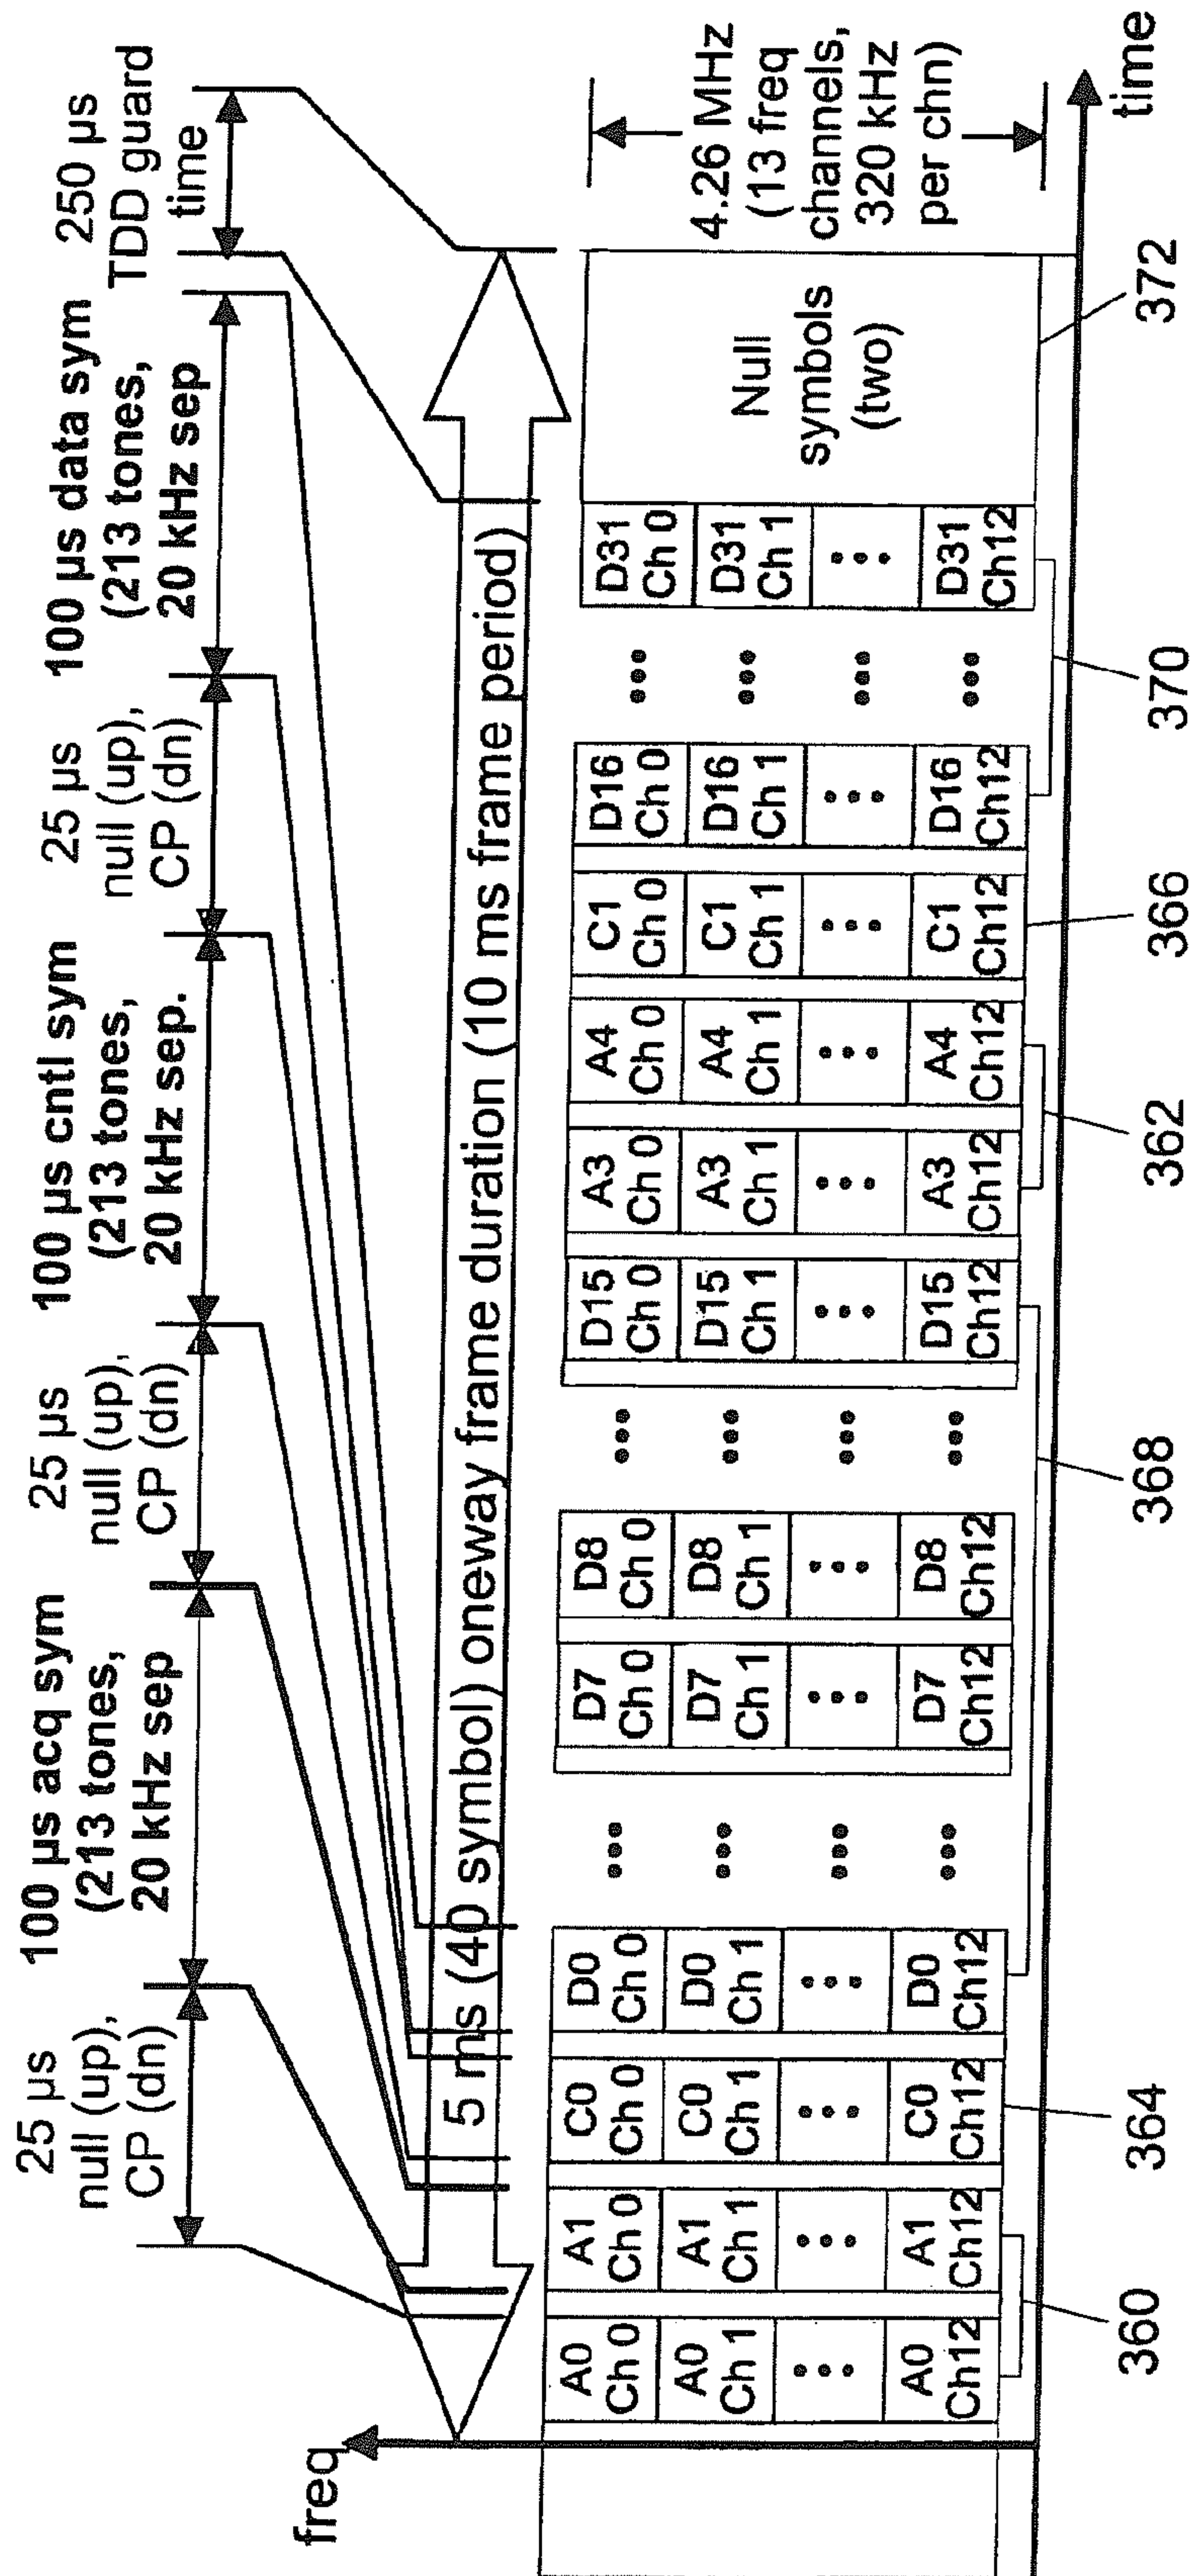 25 µs
null (up),
CP (dn)
100 µs acq sym
(213 tones,
20 kHz sep
25 µs
null (up),
CP (dn)
100 µs cntl sym
(213 tones,
20 kHz sep.
25 µs
null (up),
CP (dn)
100 µs data sym
(213 tones,
20 kHz sep
250 µs
TDD guard
time
freq
5 ms (40 symbol) oneway frame duration (10 ms frame period)
A0
Ch 0
A0
Ch 1
A0
Ch12
A1
Ch 0
A1
Ch 1
A1
Ch12
C0
Ch 0
C0
Ch 1
C0
Ch12
D0
Ch 0
D0
Ch 1
D0
Ch12
D7
Ch 0
D7
Ch 1
D7
Ch12
D8
Ch 0
D8
Ch 1
D8
Ch12
D15
Ch 0
D15
Ch 1
D15
Ch12
A3
Ch 0
A3
Ch 1
A3
Ch12
A4
Ch 0
A4
Ch 1
A4
Ch12
C1
Ch 0
C1
Ch 1
C1
Ch12
D16
Ch 0
D16
Ch 1
D16
Ch12
D31
Ch 0
D31
Ch 1
D31
Ch12
Null
symbols
(two)
4.26 MHz
(13 freq
channels,
320 kHz
per chn)
time
360
364
368
362
366
370
372